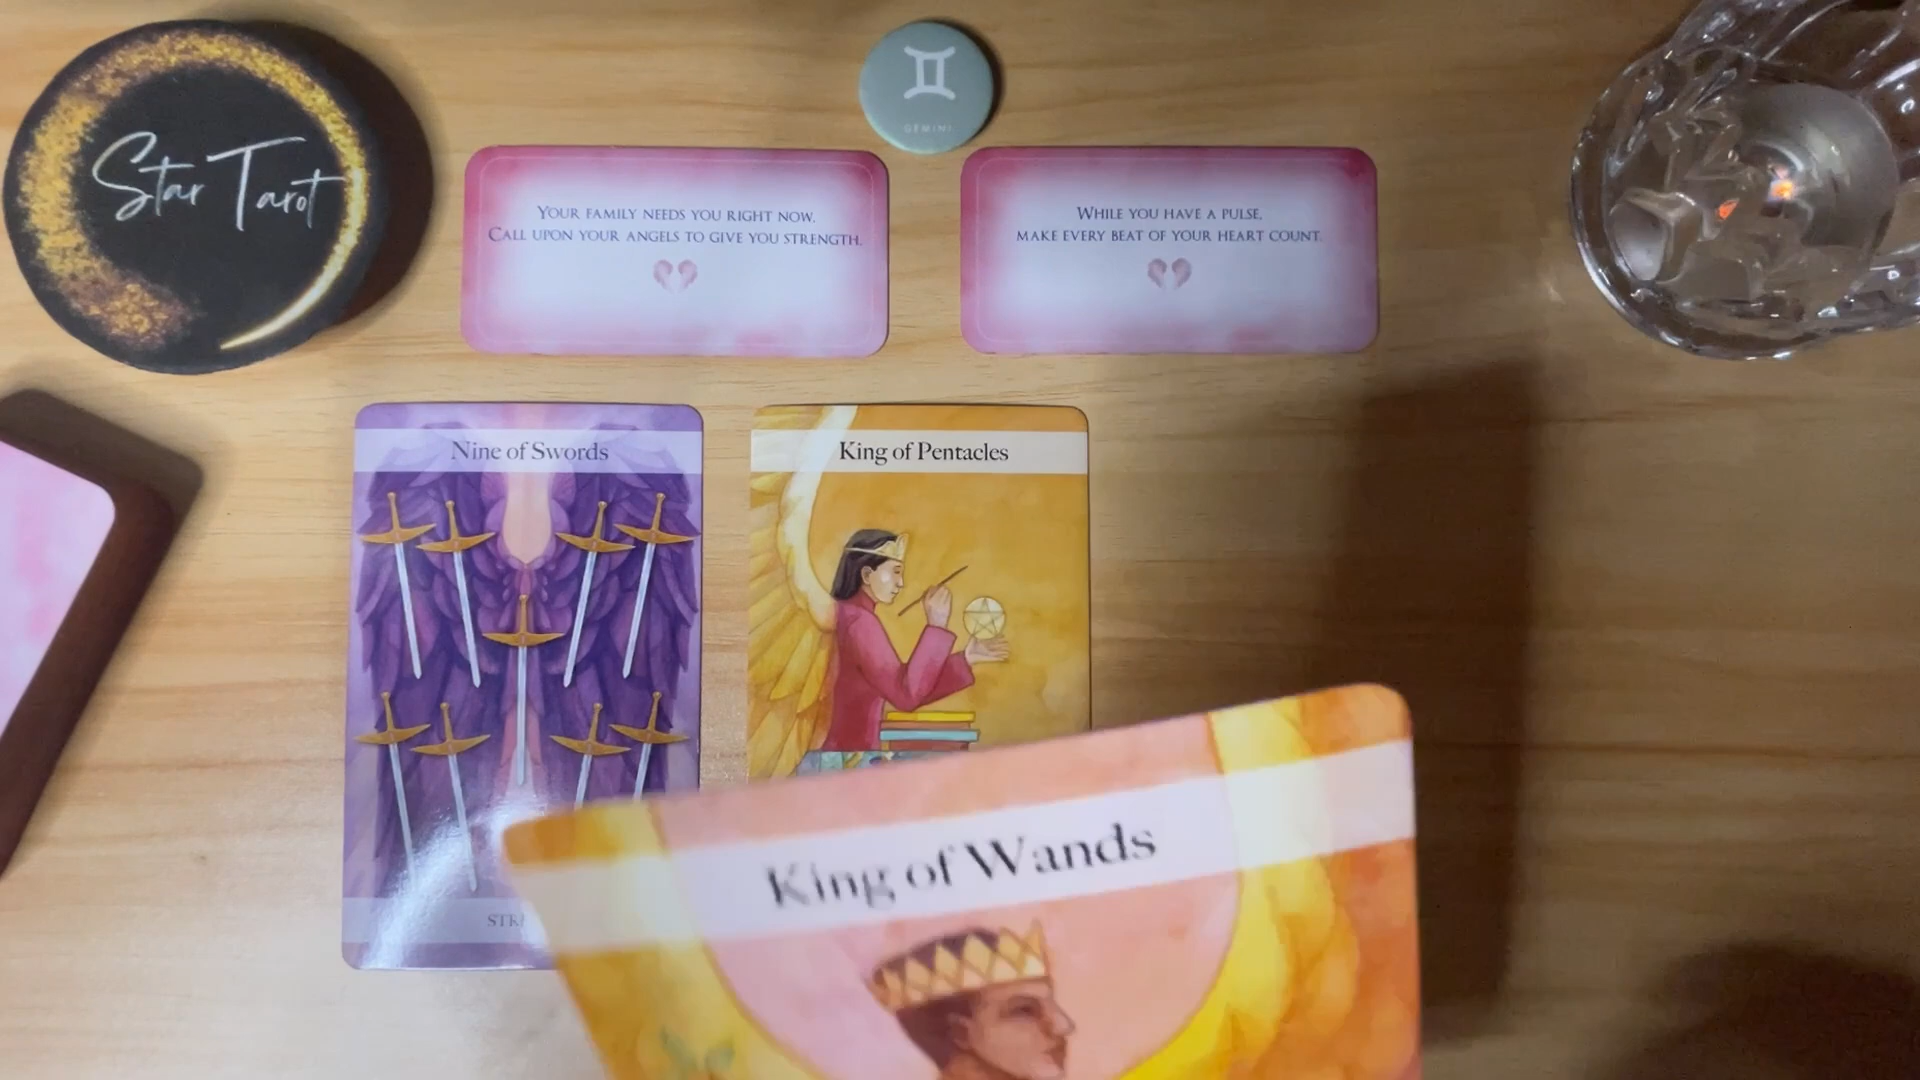 Star Tarot
GEMINI
YOUR FAMILY NEEDS YOU RIGHT NOW.
CALL UPON YOUR ANGELS TO GIVE YOU STRENGTH.
WHILE YOU HAVE A PULSE,
MAKE EVERY BEAT OF YOUR HEART COUNT.
Nine of Swords
King of Pentacles
King of Wands